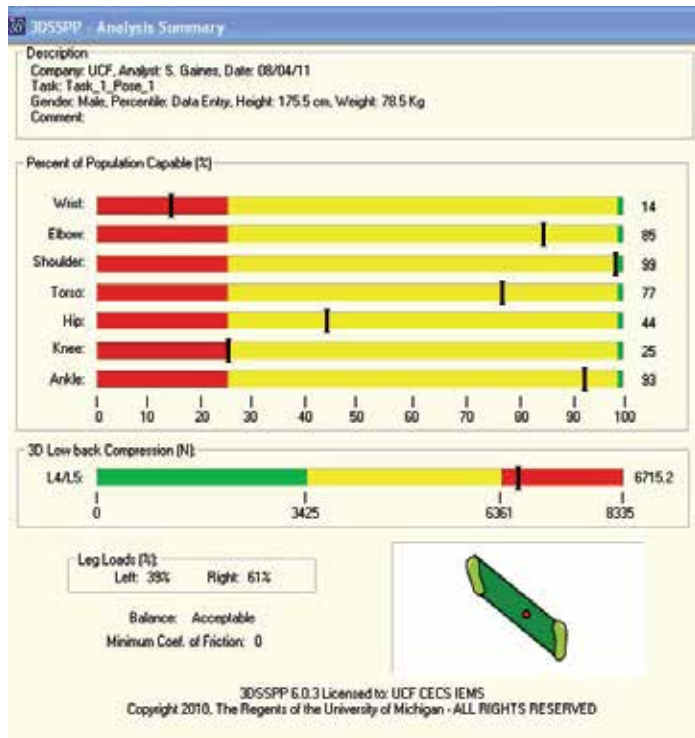 3DSSPP - Analysis Summary
Description
Company: UCF, Analyst: S. Gaines, Date: 08/04/11
Task: Task_1_Pose_1
Gender: Male, Percentile: Data Entry, Height: 175.5 cm, Weight: 78.5 Kg
Comment:
Percent of Population Capable (%)
Wrist: 14
Elbow: 85
Shoulder: 99
Torso: 77
Hip: 44
Knee: 25
Ankle: 93
0 10 20 30 40 50 60 70 80 90 100
3D Low back Compression (N):
L4/L5: 6715.2
0 3425 6361 8335
Leg Loads (%):
Left: 39% Right: 61%
Balance: Acceptable
Minimum Coef. of Friction: 0
3DSSPP 6.0.3 Licensed to: UCF CECS IEMS
Copyright 2010, The Regents of the University of Michigan - ALL RIGHTS RESERVED